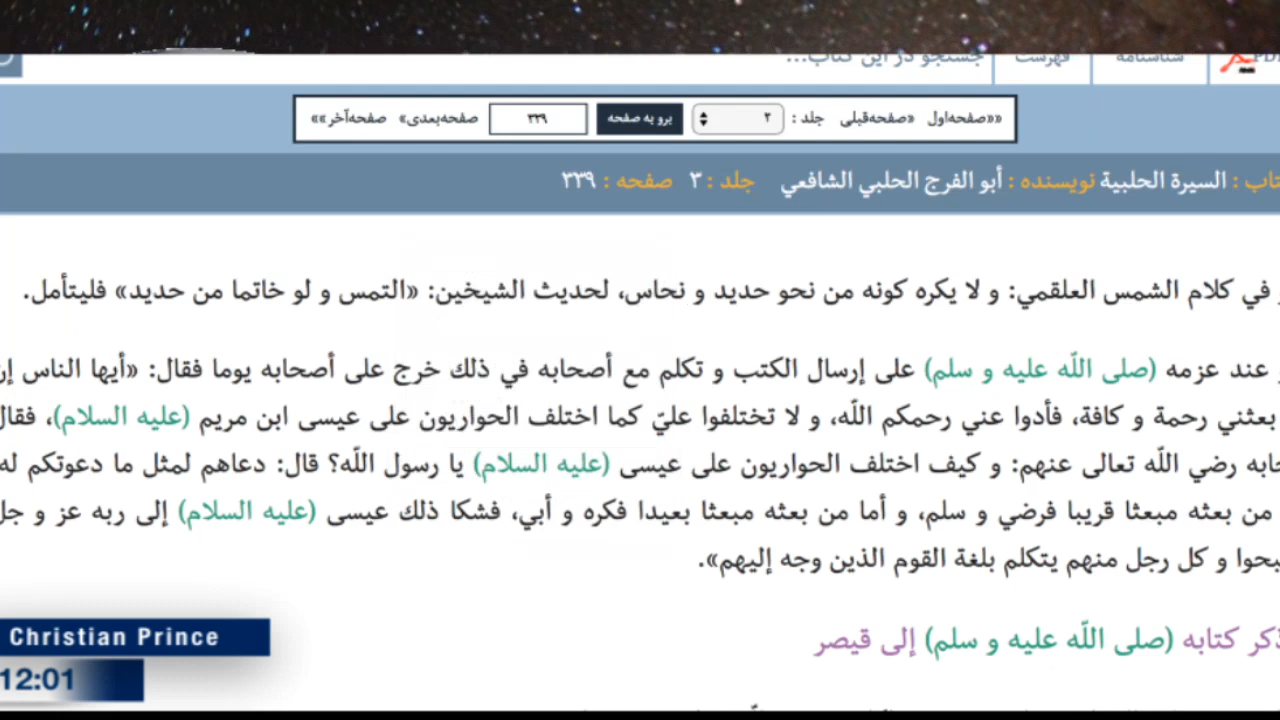 جستجو در این کتاب...
فهرست
شناسنامه
««صفحه‌اول «صفحه‌قبلی جلد : ۲ برو به صفحه ۳۳۹ صفحه‌بعدی» صفحه‌آخر»»
السيرة الحلبية نویسنده : أبو الفرج الحلبي الشافعي جلد : ۳ صفحه : ۳۳۹
في كلام الشمس العلقمي: و لا يكره كونه من نحو حديد و نحاس، لحديث الشيخين: «التمس و لو خاتما من حديد» فليتأمل.
عند عزمه (صلى اللّه عليه و سلم) على إرسال الكتب و تكلم مع أصحابه في ذلك خرج على أصحابه يوما فقال: «أيها الناس إن
بعثني رحمة و كافة، فأدوا عني رحمكم اللّه، و لا تختلفوا عليّ كما اختلف الحواريون على عيسى ابن مريم (عليه السلام)، فقال
رضي اللّه تعالى عنهم: و كيف اختلف الحواريون على عيسى (عليه السلام) يا رسول اللّه؟ قال: دعاهم لمثل ما دعوتكم له
من بعثه مبعثا قريبا فرضي و سلم، و أما من بعثه مبعثا بعيدا فكره و أبي، فشكا ذلك عيسى (عليه السلام) إلى ربه عز و جل
و كل رجل منهم يتكلم بلغة القوم الذين وجه إليهم».
كتابه (صلى اللّه عليه و سلم) إلى قيصر
Christian Prince
12:01